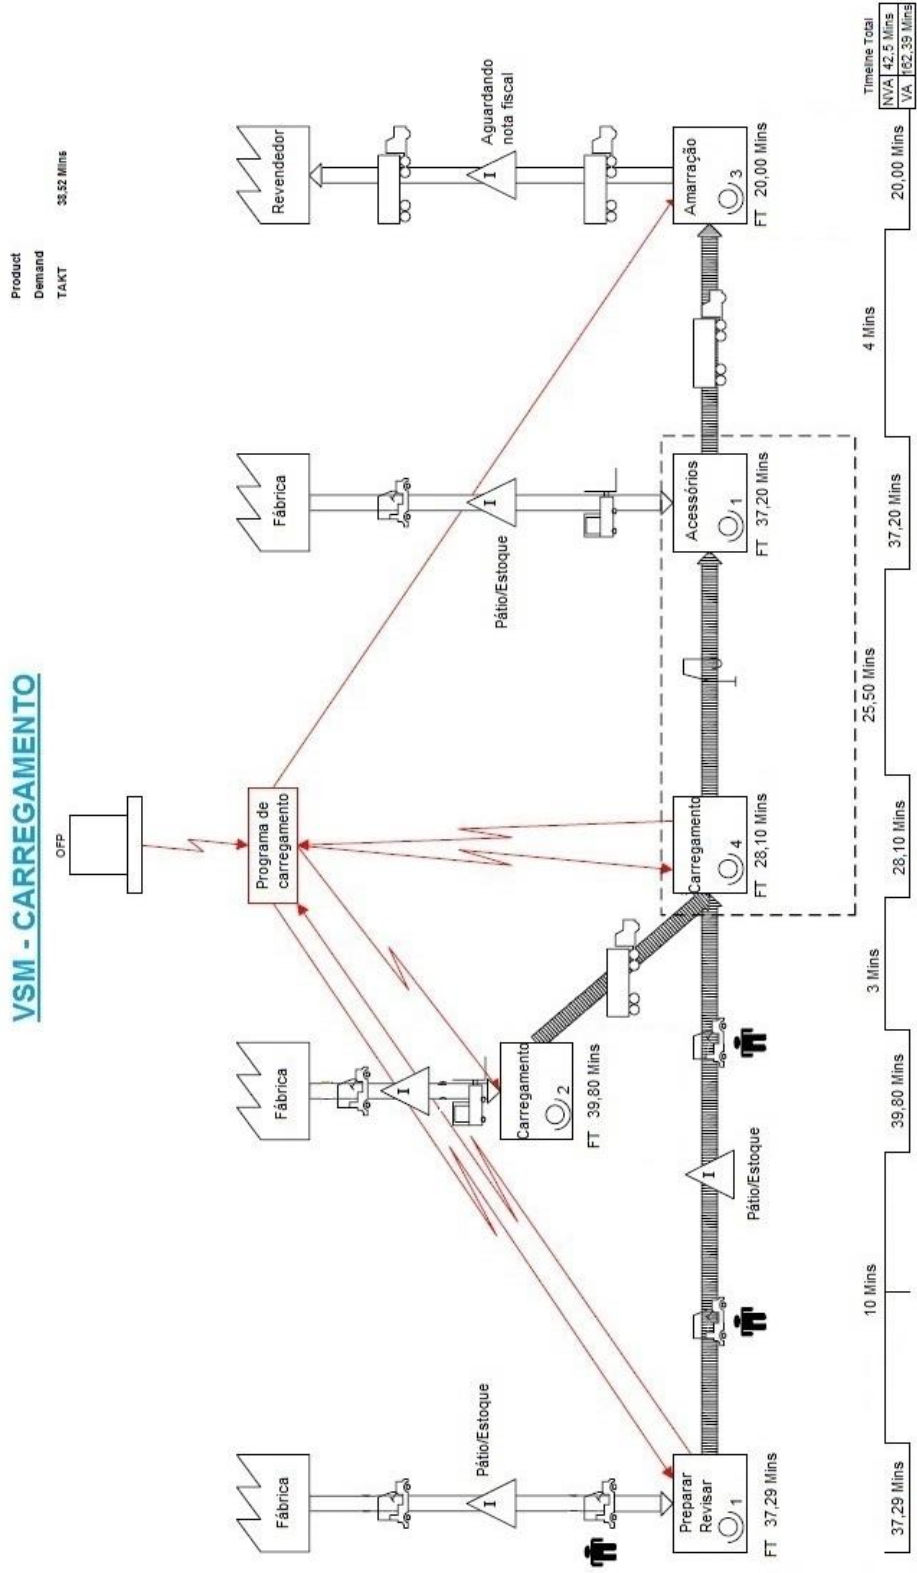 VSM - CARREGAMENTO
Product
Demand
TAKT 38,52 Mins
OFP
Programa de
carregamento
Fábrica
Fábrica
Fábrica
Revendedor
Pátio/Estoque
I
I
Pátio/Estoque
I
I
Aguardando
nota fiscal
Carregamento
2
FT 39,80 Mins
Preparar
Revisar
1
FT 37,29 Mins
I
Pátio/Estoque
Carregamento
4
FT 28,10 Mins
Acessórios
1
FT 37,20 Mins
Amarração
3
FT 20,00 Mins
37,29 Mins
10 Mins
39,80 Mins
3 Mins
28,10 Mins
25,50 Mins
37,20 Mins
4 Mins
20,00 Mins
Timeline Total
NVA 42,5 Mins
VA 162,39 Mins